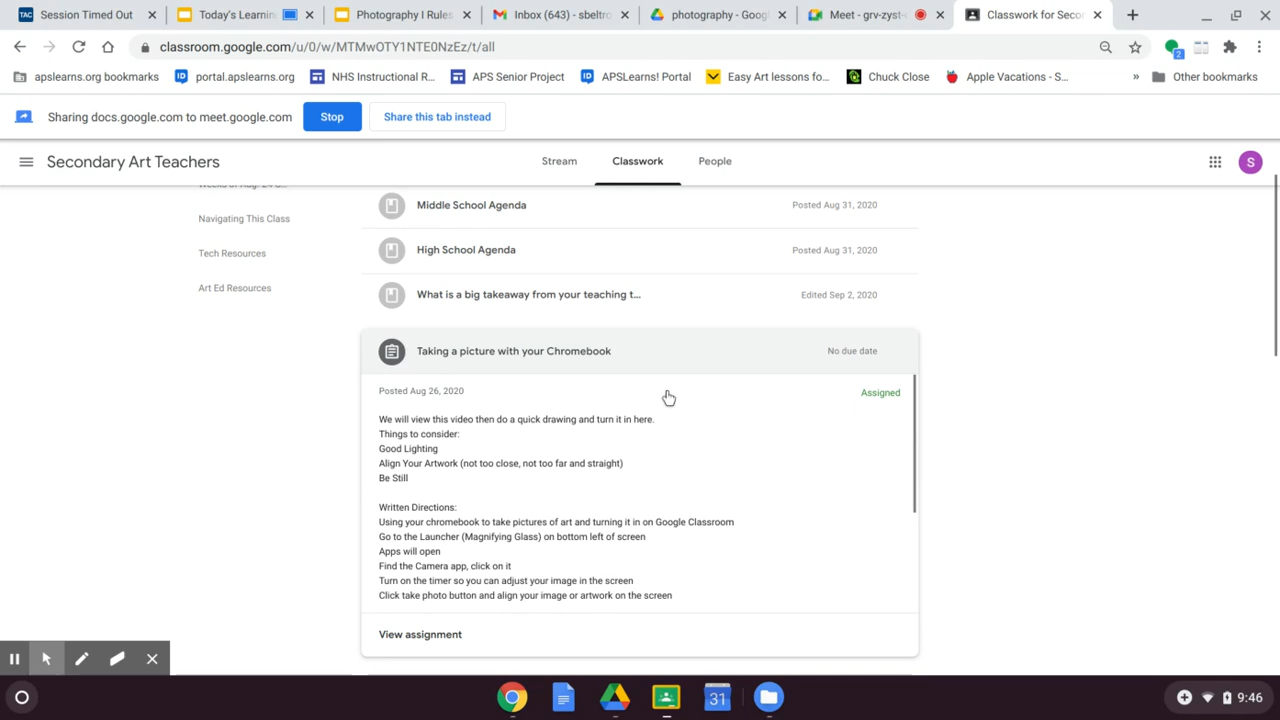 Session Timed Out
Today's Learnin
Photography I Rules
Inbox (643) - sbeltro
photography - Goog
Meet - grv-zyst-
Classwork for Seco
classroom.google.com/u/0/w/MTMwOTY1NTE0NzEz/t/all
apslearns.org bookmarks
portal.apslearns.org
NHS Instructional R...
APS Senior Project
APSLearns! Portal
Easy Art lessons fo...
Chuck Close
Apple Vacations - S...
»
Other bookmarks
Sharing docs.google.com to meet.google.com
Stop
Share this tab instead
Secondary Art Teachers
Stream
Classwork
People
S
Navigating This Class
Tech Resources
Art Ed Resources
Middle School Agenda
Posted Aug 31, 2020
High School Agenda
Posted Aug 31, 2020
What is a big takeaway from your teaching t...
Edited Sep 2, 2020
Taking a picture with your Chromebook
No due date
Posted Aug 26, 2020
Assigned
We will view this video then do a quick drawing and turn it in here.
Things to consider:
Good Lighting
Align Your Artwork (not too close, not too far and straight)
Be Still
Written Directions:
Using your chromebook to take pictures of art and turning it in on Google Classroom
Go to the Launcher (Magnifying Glass) on bottom left of screen
Apps will open
Find the Camera app, click on it
Turn on the timer so you can adjust your image in the screen
Click take photo button and align your image or artwork on the screen
View assignment
31
9:46